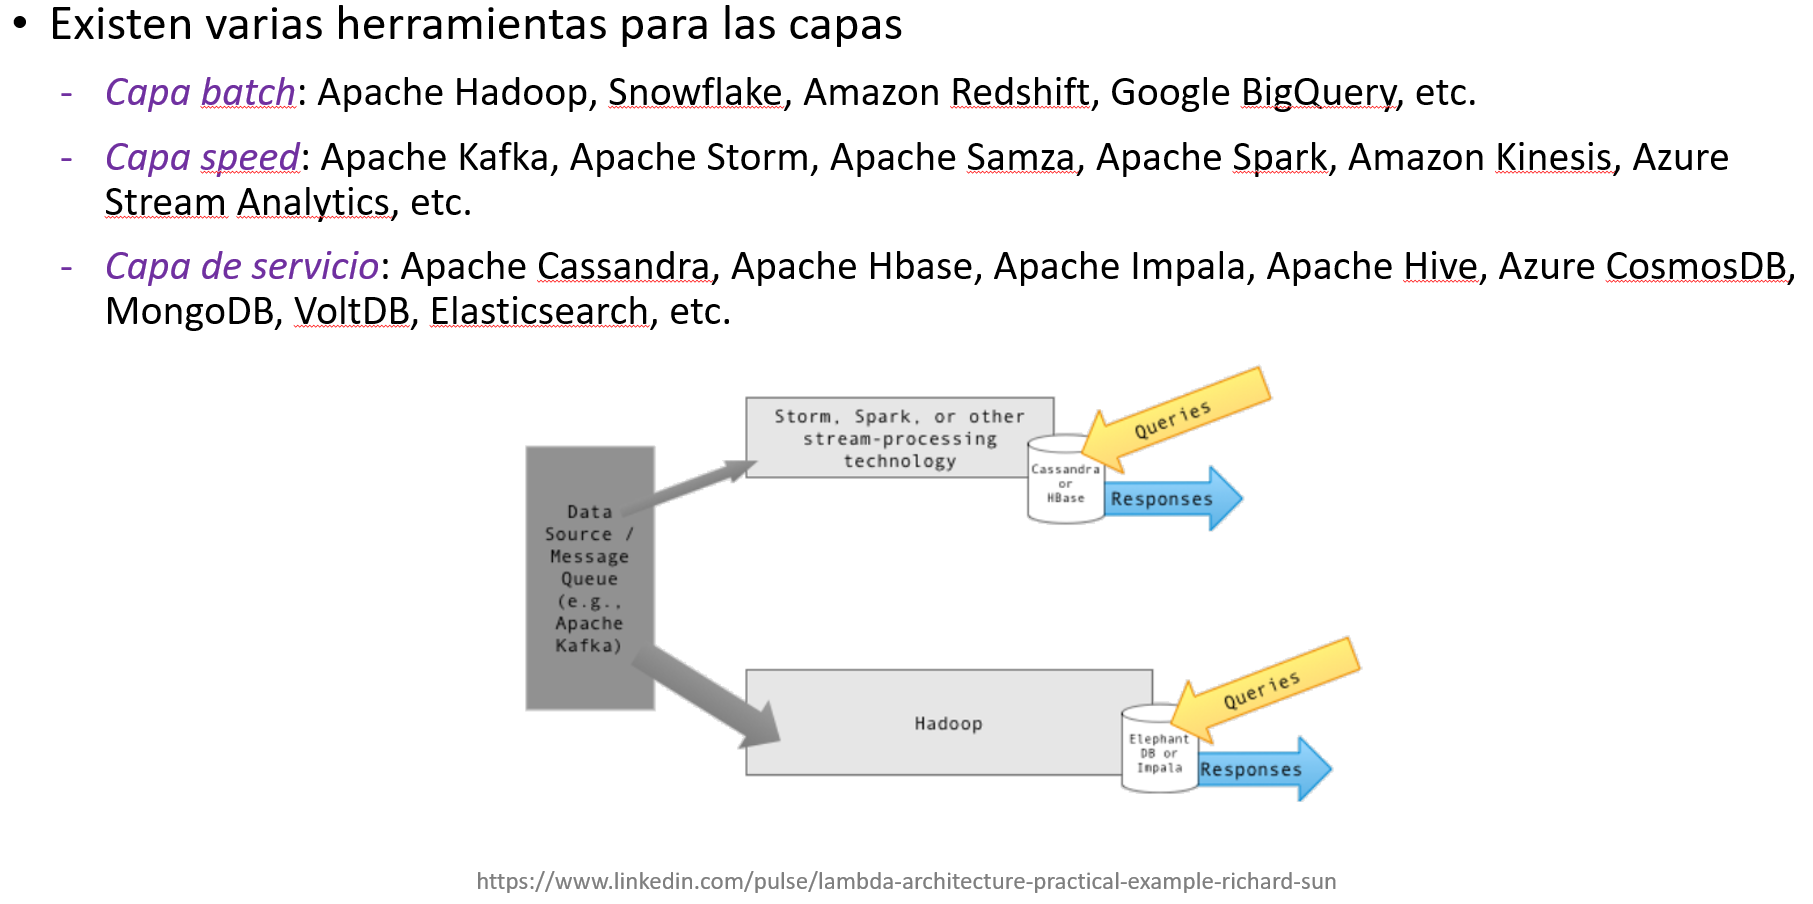 • Existen varias herramientas para las capas
- Capa batch: Apache Hadoop, Snowflake, Amazon Redshift, Google BigQuery, etc.
- Capa speed: Apache Kafka, Apache Storm, Apache Samza, Apache Spark, Amazon Kinesis, Azure
Stream Analytics, etc.
- Capa de servicio: Apache Cassandra, Apache Hbase, Apache Impala, Apache Hive, Azure CosmosDB,
MongoDB, VoltDB, Elasticsearch, etc.
Data
Source /
Message
Queue
(e.g.,
Apache
Kafka)
Storm, Spark, or other
stream-processing
technology
Cassandra
or
HBase
Queries
Responses
Hadoop
Elephant
DB or
Impala
Queries
Responses
https://www.linkedin.com/pulse/lambda-architecture-practical-example-richard-sun